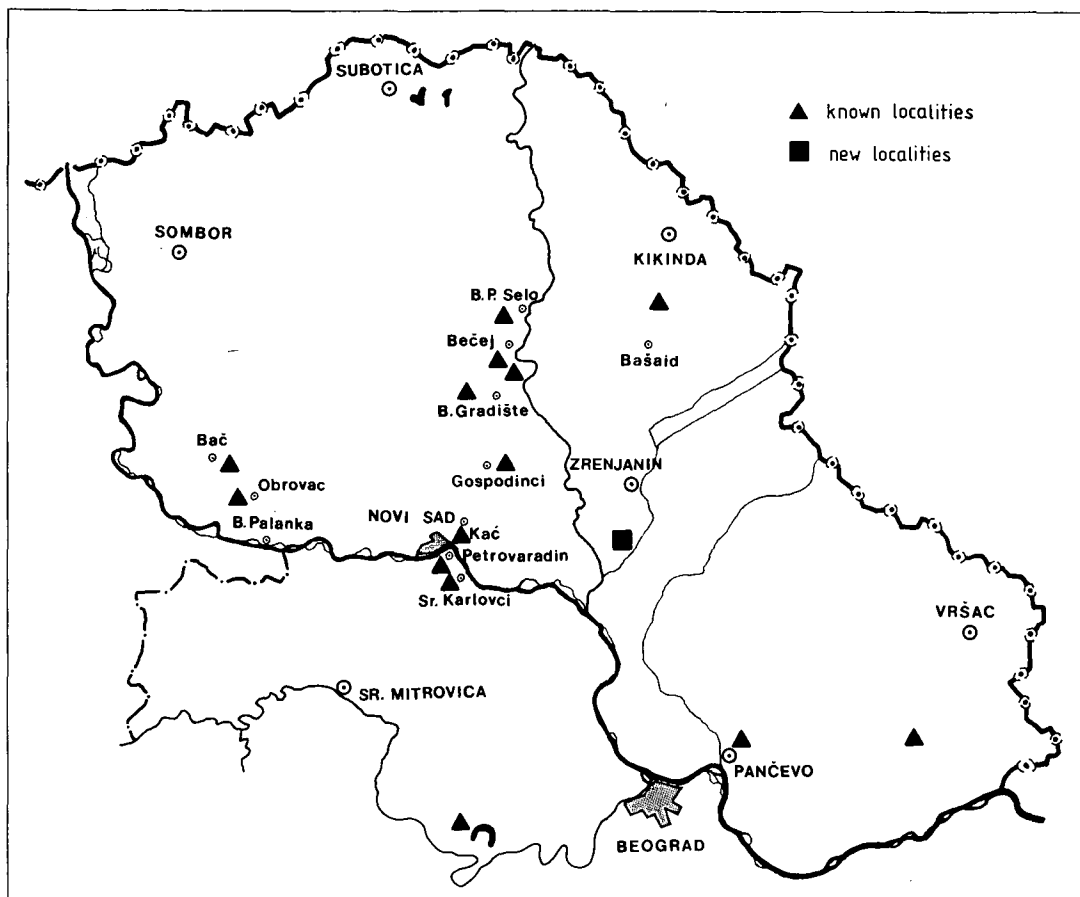 SUBOTICA
known localities
new localities
SOMBOR
KIKINDA
B.P. Selo
Bečej
Bašaid
B.Gradište
Bač
Obrovac
B.Palanka
Gospodinci
ZRENJANIN
NOVI SAD
Kać
Petrovaradin
Sr. Karlovci
VRŠAC
SR. MITROVICA
PANČEVO
BEOGRAD